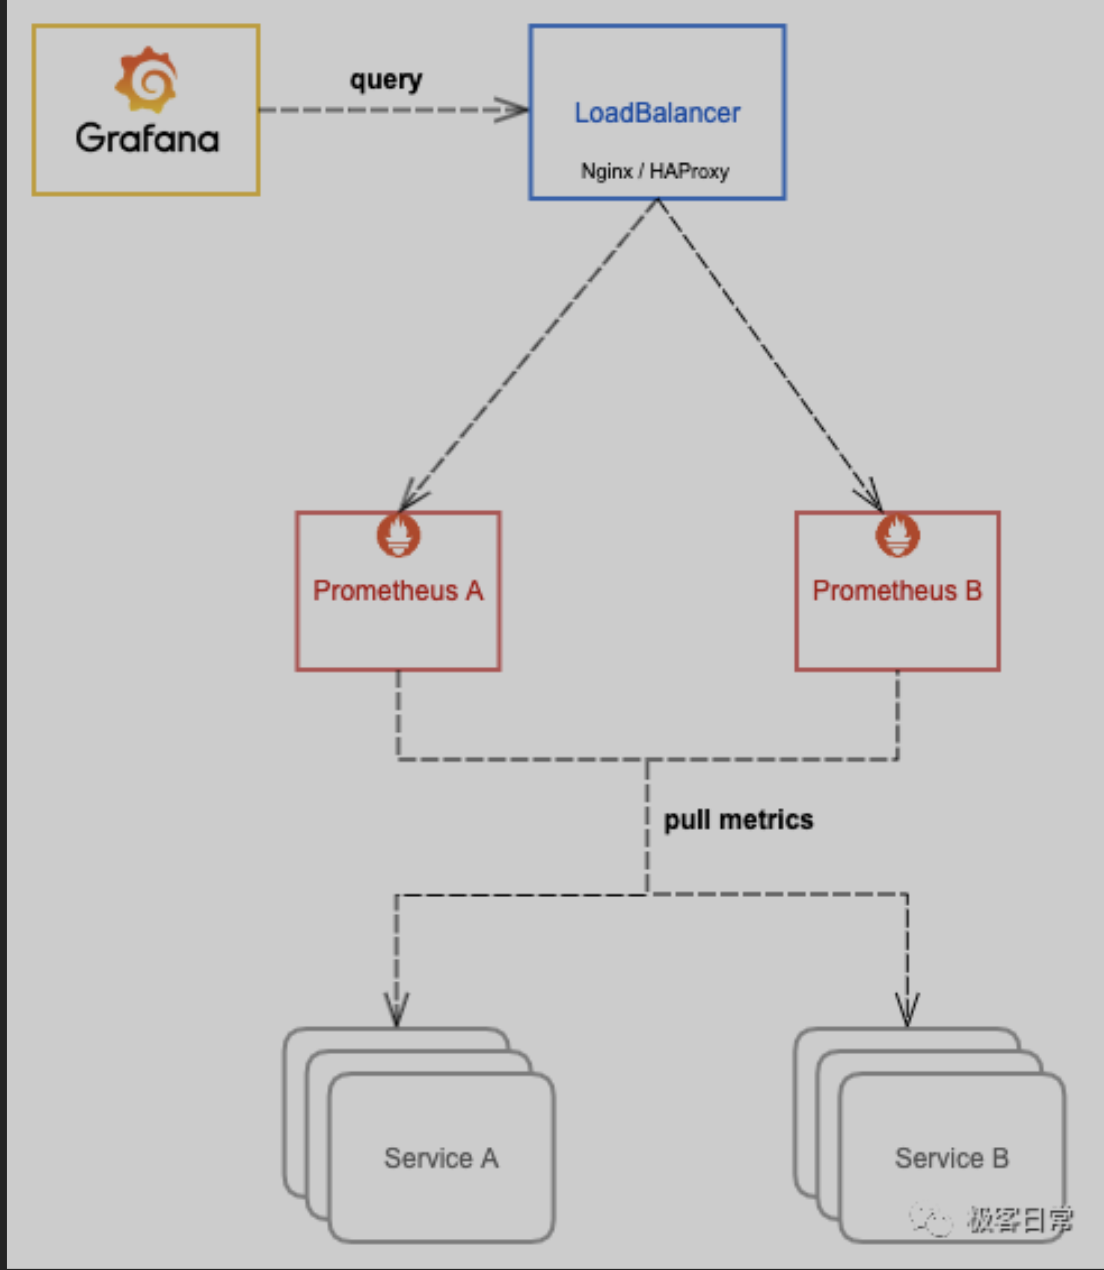 query
Grafana
LoadBalancer
Nginx / HAProxy
Prometheus A
Prometheus B
pull metrics
Service A
Service B
极客日常